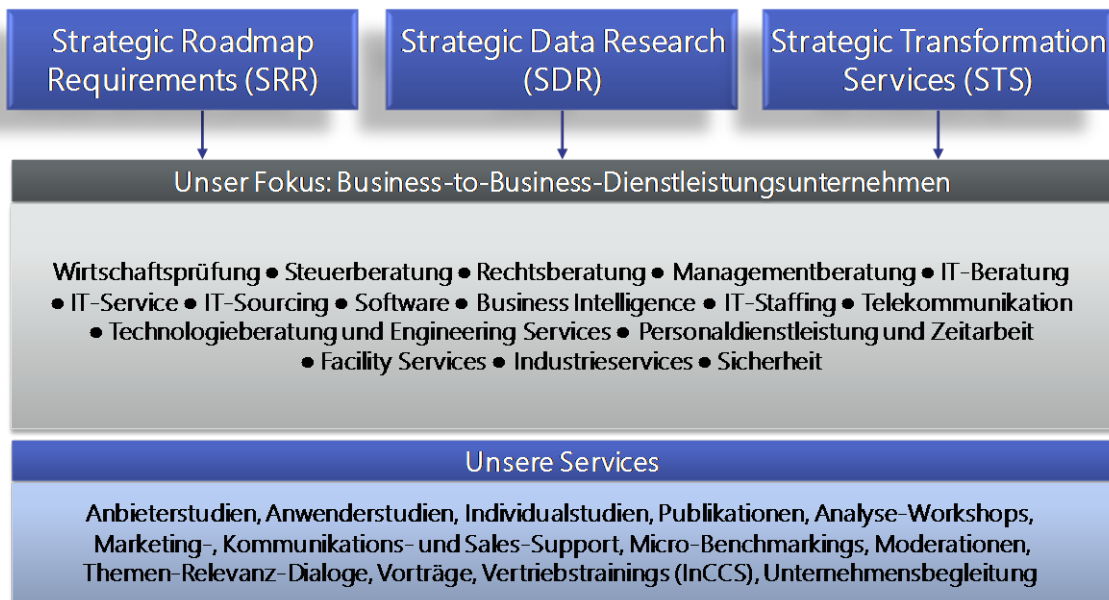 Strategic Roadmap
Requirements (SRR)
Strategic Data Research
(SDR)
Strategic Transformation
Services (STS)
Unser Fokus: Business-to-Business-Dienstleistungsunternehmen
Wirtschaftsprüfung ● Steuerberatung ● Rechtsberatung ● Managementberatung ● IT-Beratung
● IT-Service ● IT-Sourcing ● Software ● Business Intelligence ● IT-Staffing ● Telekommunikation
● Technologieberatung und Engineering Services ● Personaldienstleistung und Zeitarbeit
● Facility Services ● Industrieservices ● Sicherheit
Unsere Services
Anbieterstudien, Anwenderstudien, Individualstudien, Publikationen, Analyse-Workshops,
Marketing-, Kommunikations- und Sales-Support, Micro-Benchmarkings, Moderationen,
Themen-Relevanz-Dialoge, Vorträge, Vertriebstrainings (InCCS), Unternehmensbegleitung